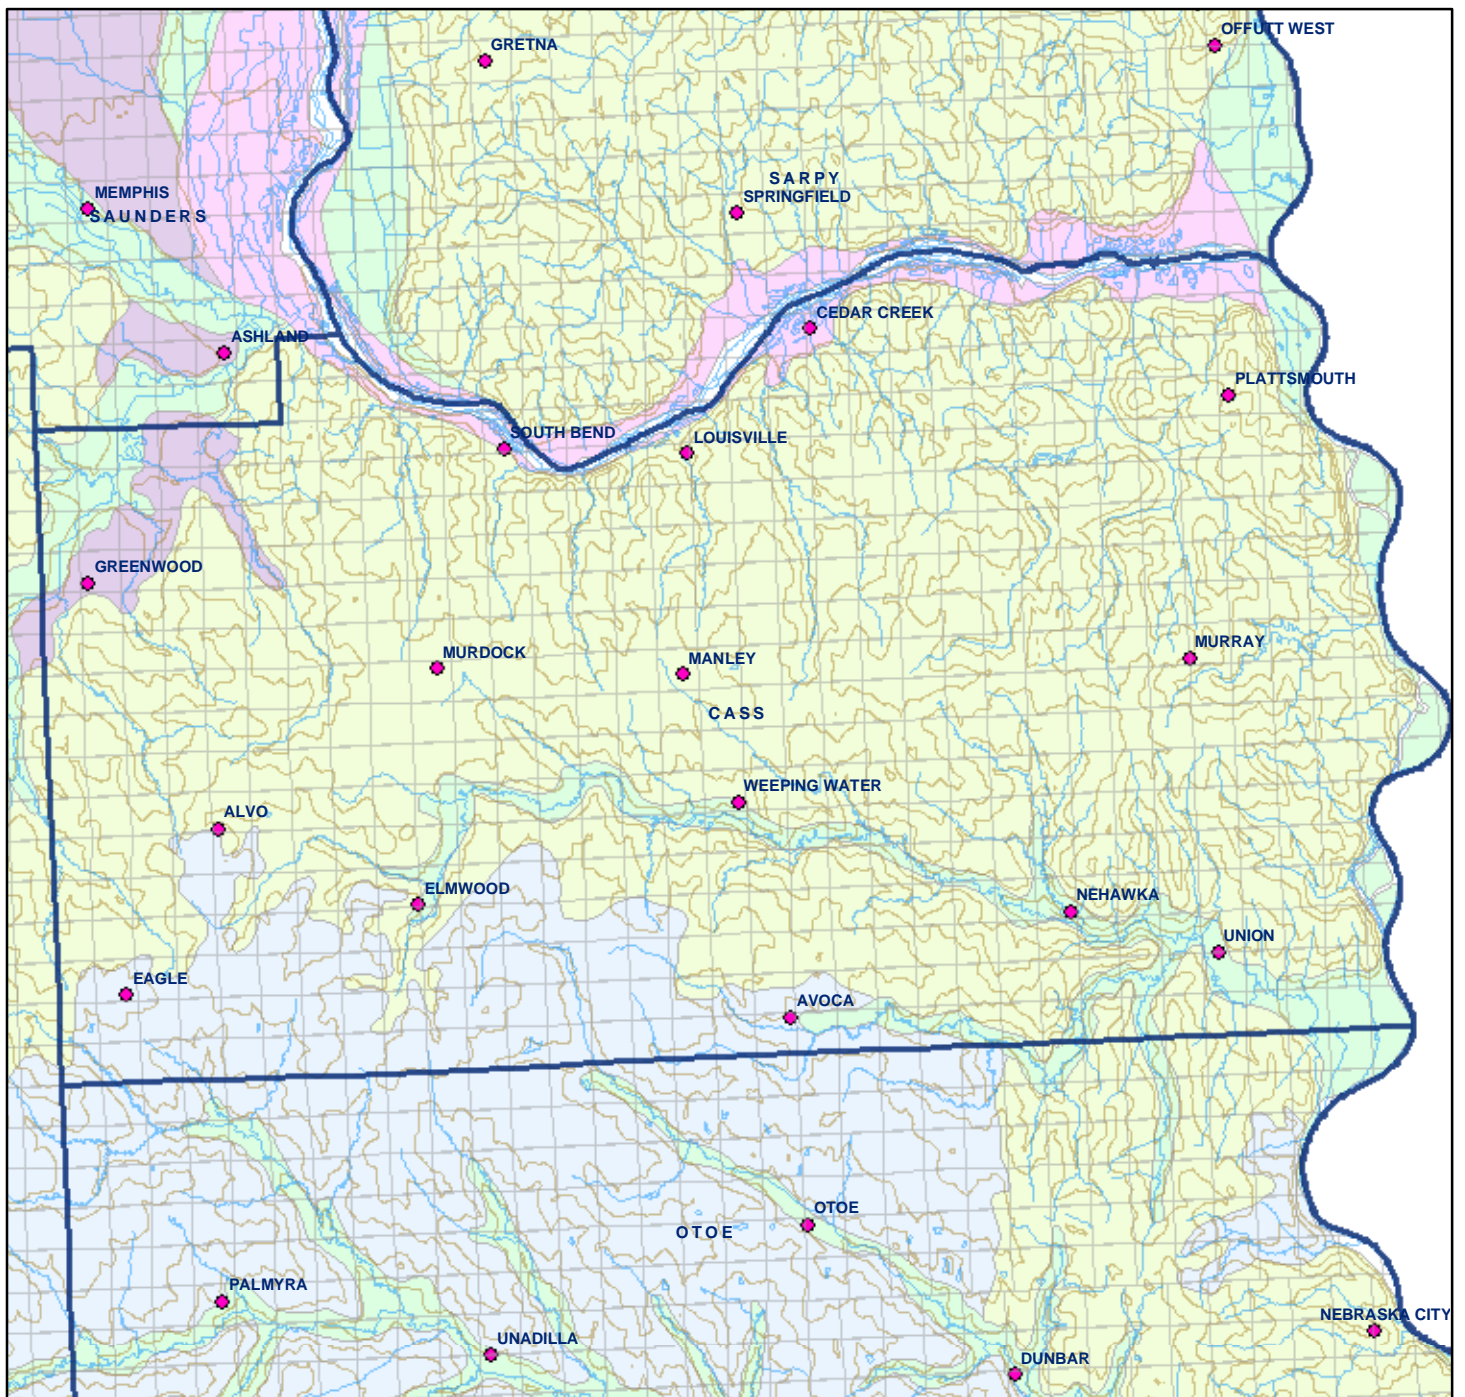 OFFUTT WEST
GRETNA
SARPY
SPRINGFIELD
MEMPHIS
SAUNDERS
CEDAR CREEK
ASHLAND
PLATTSMOUTH
SOUTH BEND
LOUISVILLE
GREENWOOD
MURRAY
MURDOCK
MANLEY
CASS
WEEPING WATER
ALVO
ELMWOOD
NEHAWKA
UNION
EAGLE
AVOCA
OTOE
OTOE
PALMYRA
NEBRASKA CITY
UNADILLA
DUNBAR